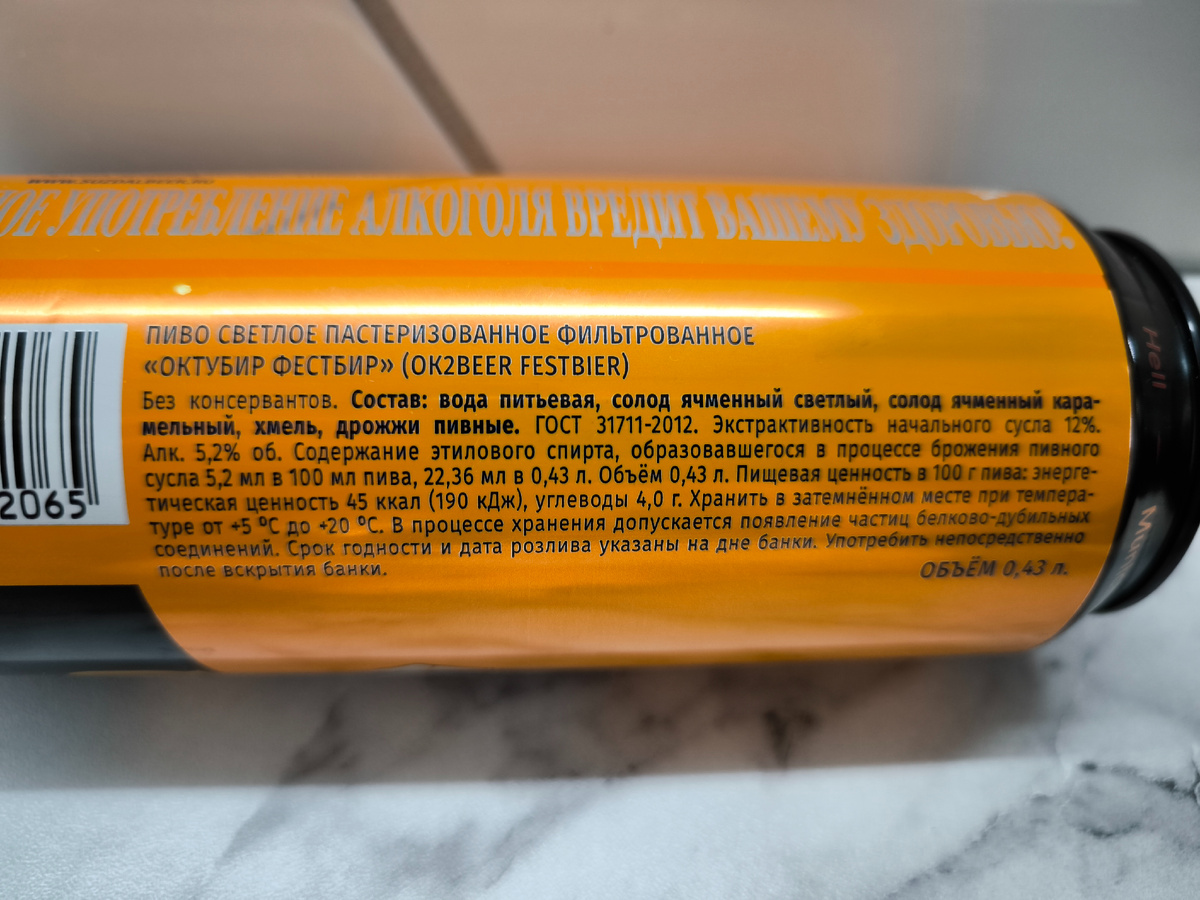 УПОТРЕБЛЕНИЕ АЛКОГОЛЯ ВРЕДИТ ВАШЕМУ ЗДОРОВЬЮ!
ПИВО СВЕТЛОЕ ПАСТЕРИЗОВАННОЕ ФИЛЬТРОВАННОЕ
«ОКТУБИР ФЕСТБИР» (OK2BEER FESTBIER)
Без консервантов. Состав: вода питьевая, солод ячменный светлый, солод ячменный кара-
мельный, хмель, дрожжи пивные. ГОСТ 31711-2012. Экстрактивность начального сусла 12%.
Алк. 5,2% об. Содержание этилового спирта, образовавшегося в процессе брожения пивного
сусла 5,2 мл в 100 мл пива, 22,36 мл в 0,43 л. Объём 0,43 л. Пищевая ценность в 100 г пива: энерге-
тическая ценность 45 ккал (190 кДж), углеводы 4,0 г. Хранить в затемнённом месте при темпера-
туре от +5 ºС до +20 ºС. В процессе хранения допускается появление частиц белково-дубильных
соединений. Срок годности и дата розлива указаны на дне банки. Употребить непосредственно
после вскрытия банки.
ОБЪЁМ 0,43 л.
2065
Hell